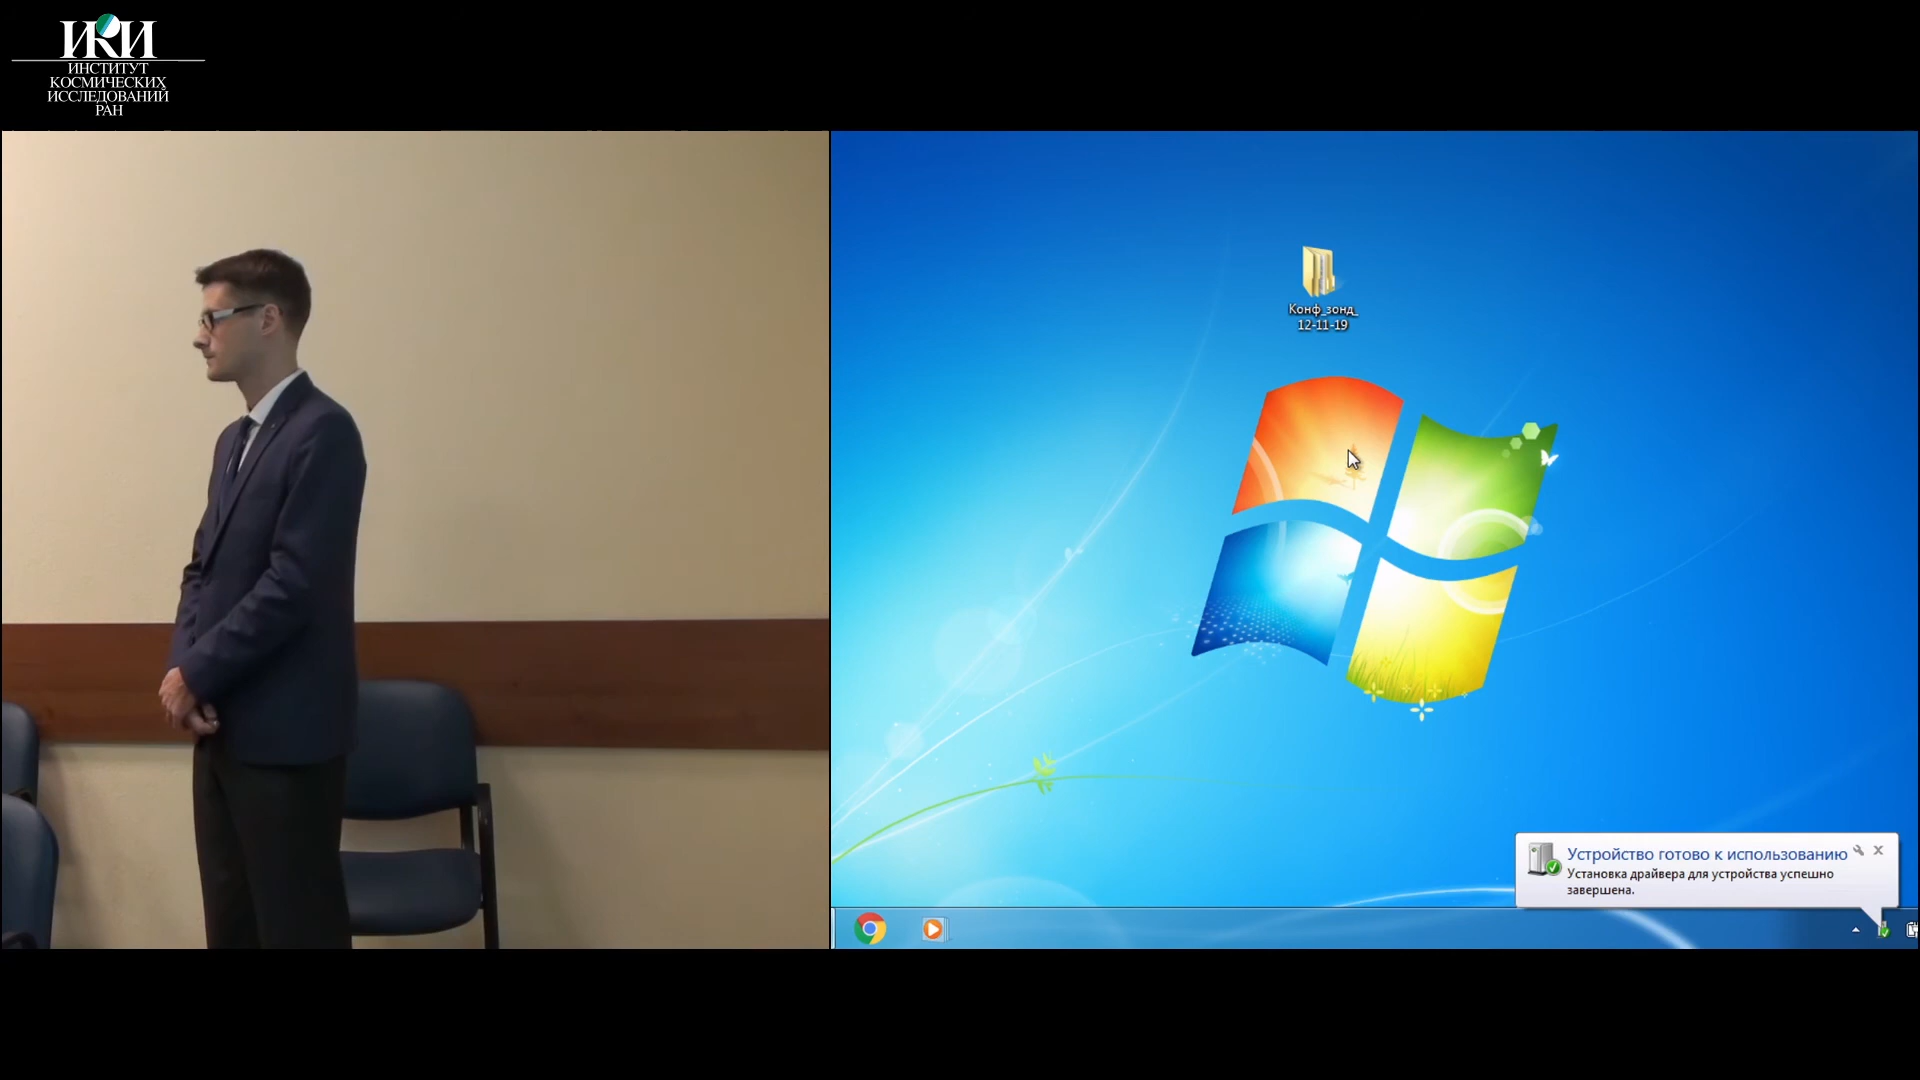 ИКИ
ИНСТИТУТ
КОСМИЧЕСКИХ
ИССЛЕДОВАНИЙ
РАН
Конф_зонд_
12-11-19
Устройство готово к использованию
Установка драйвера для устройства успешно
завершена.